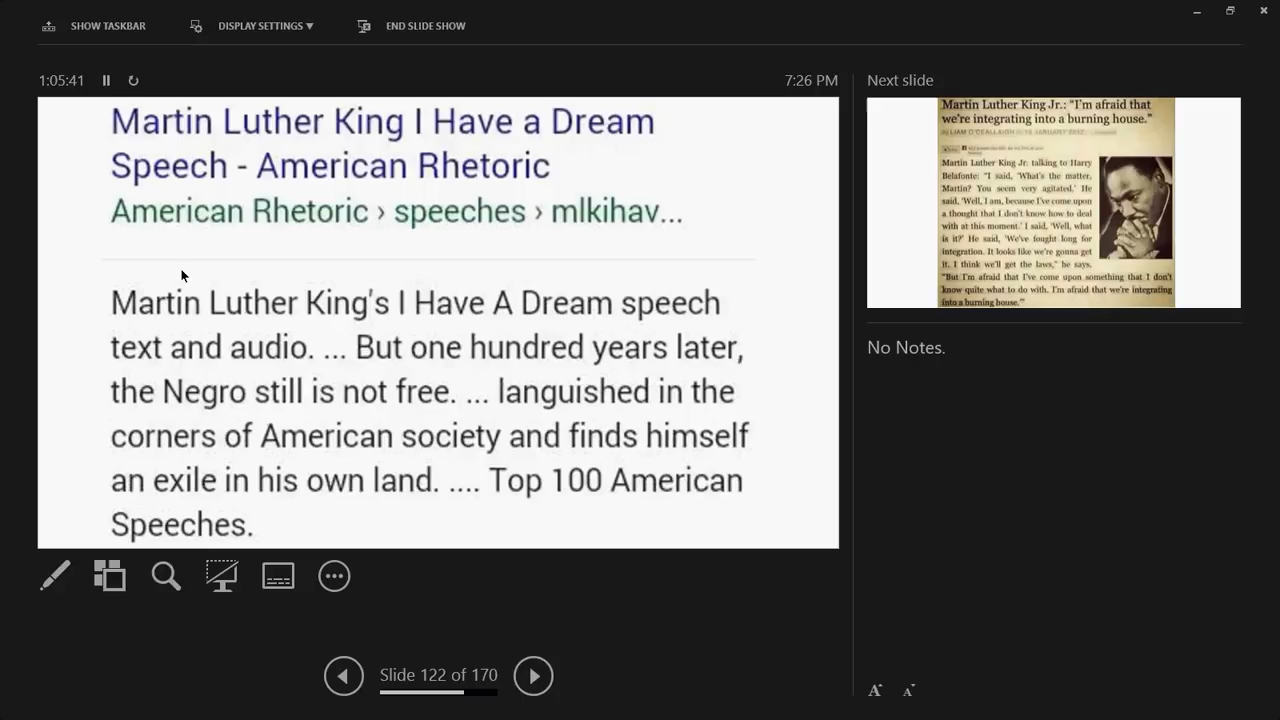 SHOW TASKBAR
DISPLAY SETTINGS ▼
END SLIDE SHOW
1:05:41
7:26 PM
Martin Luther King I Have a Dream
Speech - American Rhetoric
American Rhetoric › speeches › mlkihav...
Martin Luther King's I Have A Dream speech
text and audio. ... But one hundred years later,
the Negro still is not free. ... languished in the
corners of American society and finds himself
an exile in his own land. .... Top 100 American
Speeches.
Slide 122 of 170
Next slide
Martin Luther King Jr.: “I’m afraid that
we’re integrating into a burning house.”
Martin Luther King Jr. talking to Harry
Belafonte: “I said, ‘What’s the matter,
Martin? You seem very agitated.’ He
said, ‘Well, I am, because I’ve come upon
a thought that I don’t know how to deal
with at this moment.’ I said, ‘Well, what
is it?’ He said, ‘We’ve fought long for
integration. It looks like we’re gonna get
it. I think we’ll get the laws,” he says.
“But I’m afraid that I’ve come upon something that I don’t
know quite what to do with. I’m afraid that we’re integrating
into a burning house.’”
No Notes.
A A